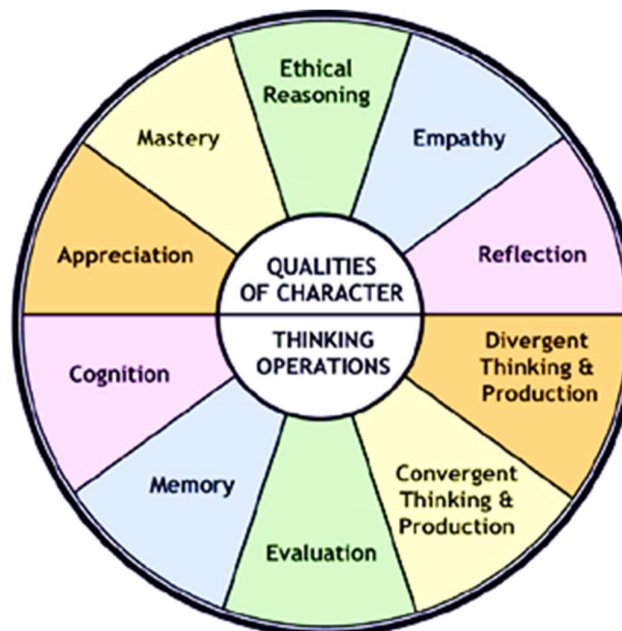 Ethical
Reasoning
Mastery
Empathy
Appreciation
Reflection
QUALITIES
OF CHARACTER
THINKING
OPERATIONS
Cognition
Divergent
Thinking &
Production
Memory
Convergent
Thinking &
Production
Evaluation